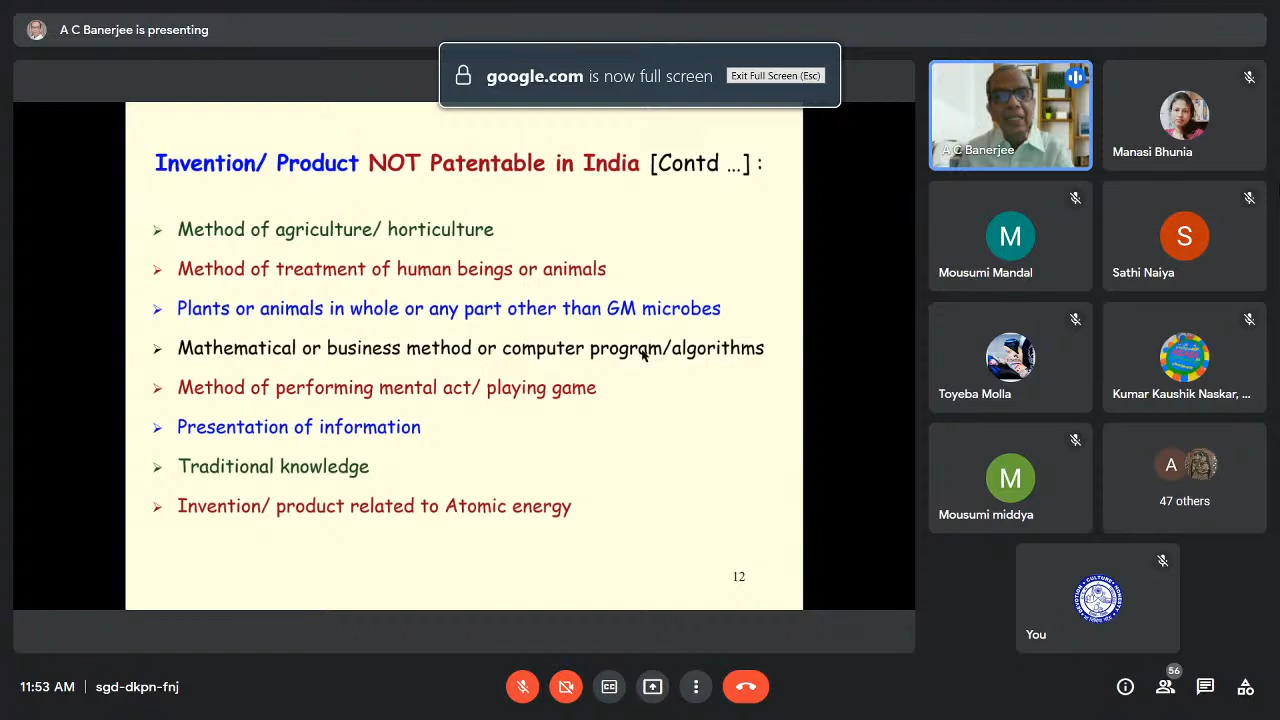 A C Banerjee is presenting
google.com is now full screen Exit Full Screen (Esc)
Invention/ Product NOT Patentable in India [Contd ...] :
Method of agriculture/ horticulture
Method of treatment of human beings or animals
Plants or animals in whole or any part other than GM microbes
Mathematical or business method or computer program/algorithms
Method of performing mental act/ playing game
Presentation of information
Traditional knowledge
Invention/ product related to Atomic energy
12
A C Banerjee
Manasi Bhunia
M
Mousumi Mandal
S
Sathi Naiya
Toyeba Molla
Kumar Kaushik Naskar, ...
M
Mousumi middya
A
47 others
CULTURE
You
11:53 AM | sgd-dkpn-fnj
56